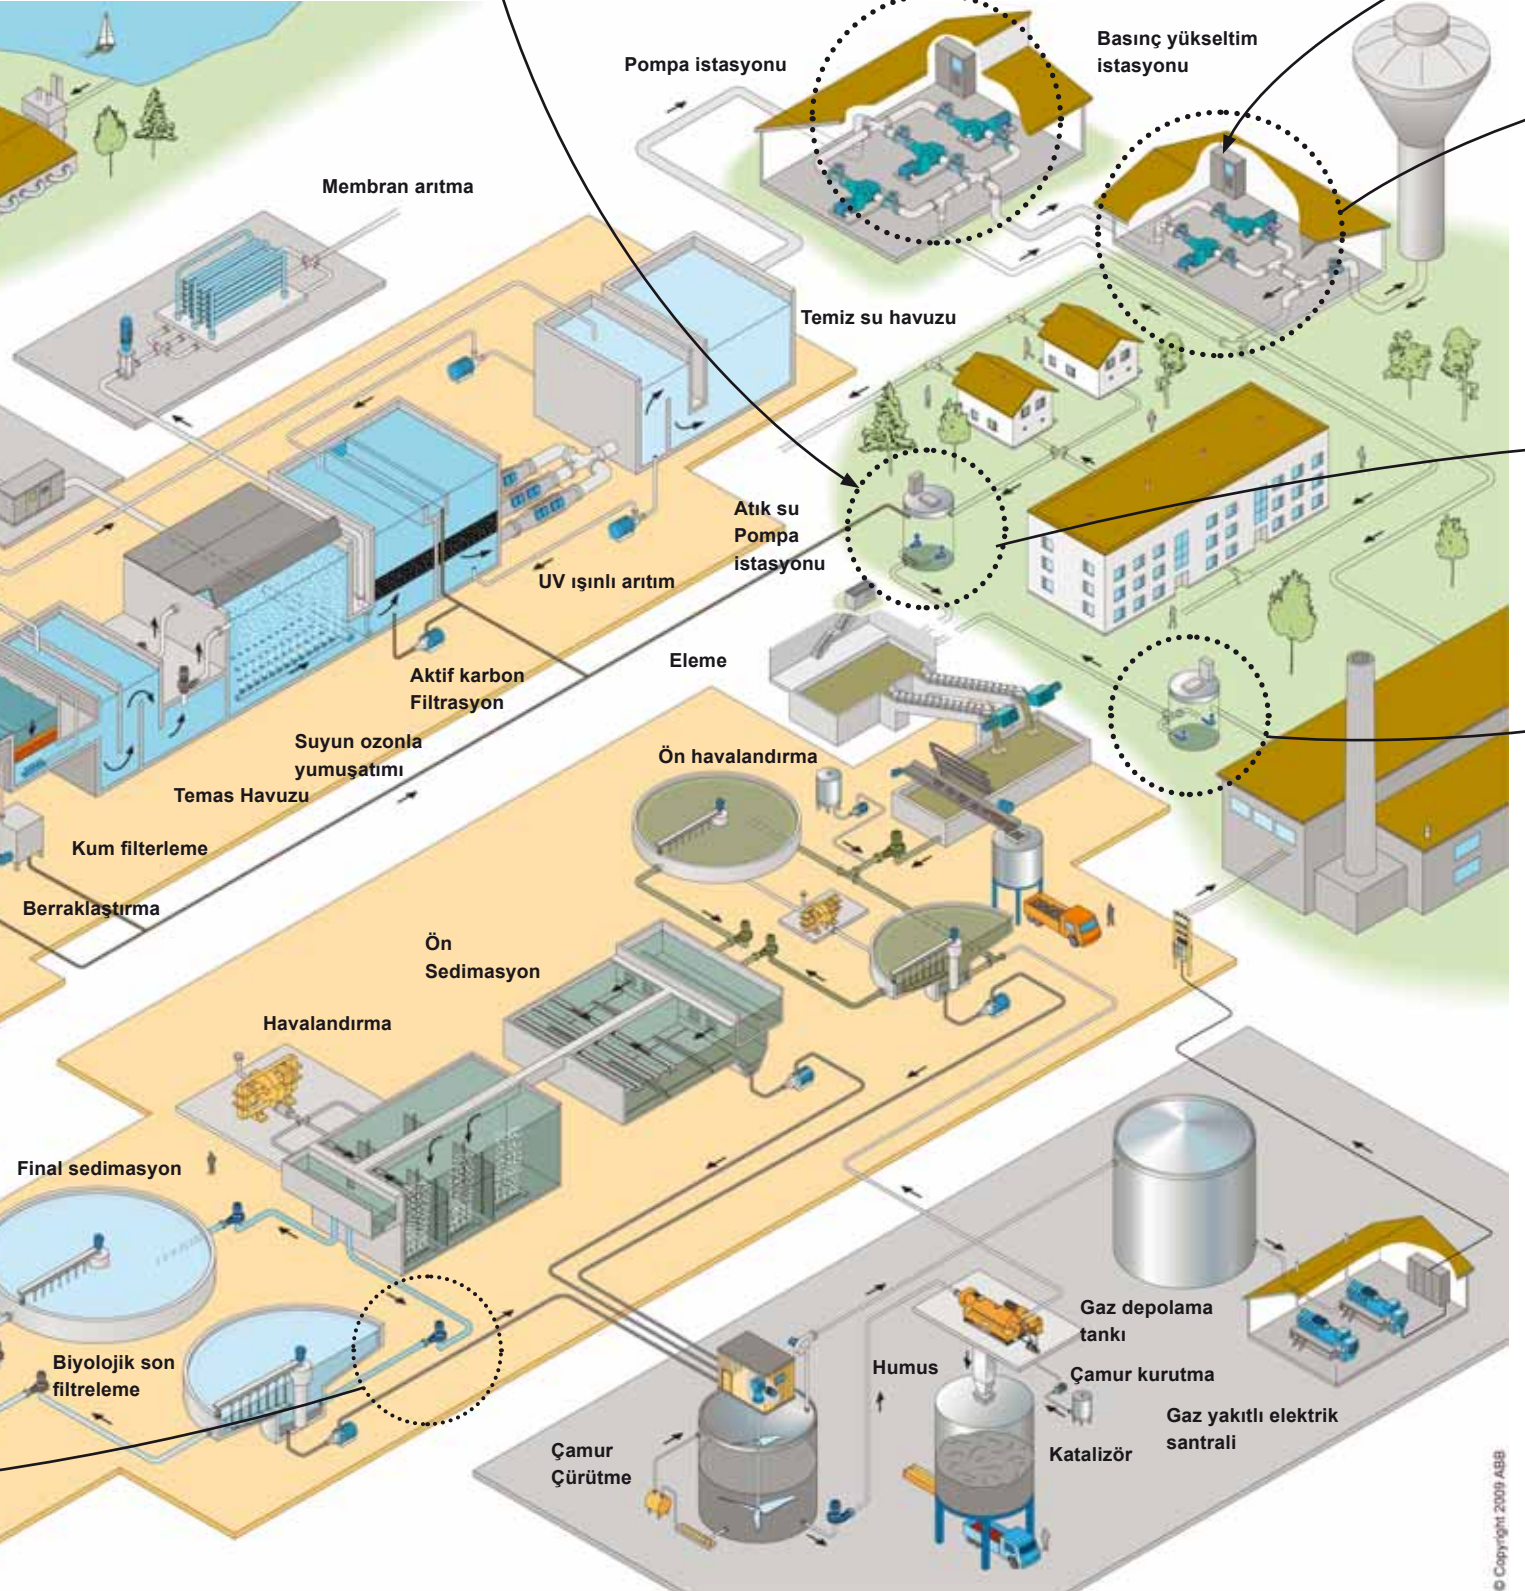 Pompa istasyonu
Basınç yükseltim
istasyonu
Membran arıtma
Temiz su havuzu
Atık su
Pompa
istasyonu
UV ışınlı arıtım
Eleme
Aktif karbon
Filtrasyon
Suyun ozonla
yumuşatımı
Temas Havuzu
Ön havalandırma
Kum filterleme
Berraklaştırma
Ön
Sedimasyon
Havalandırma
Final sedimasyon
Biyolojik son
filtreleme
Gaz depolama
tankı
Humus
Çamur kurutma
Gaz yakıtlı elektrik
santrali
Katalizör
Çamur
Çürütme
© Copyright 2009 ABB